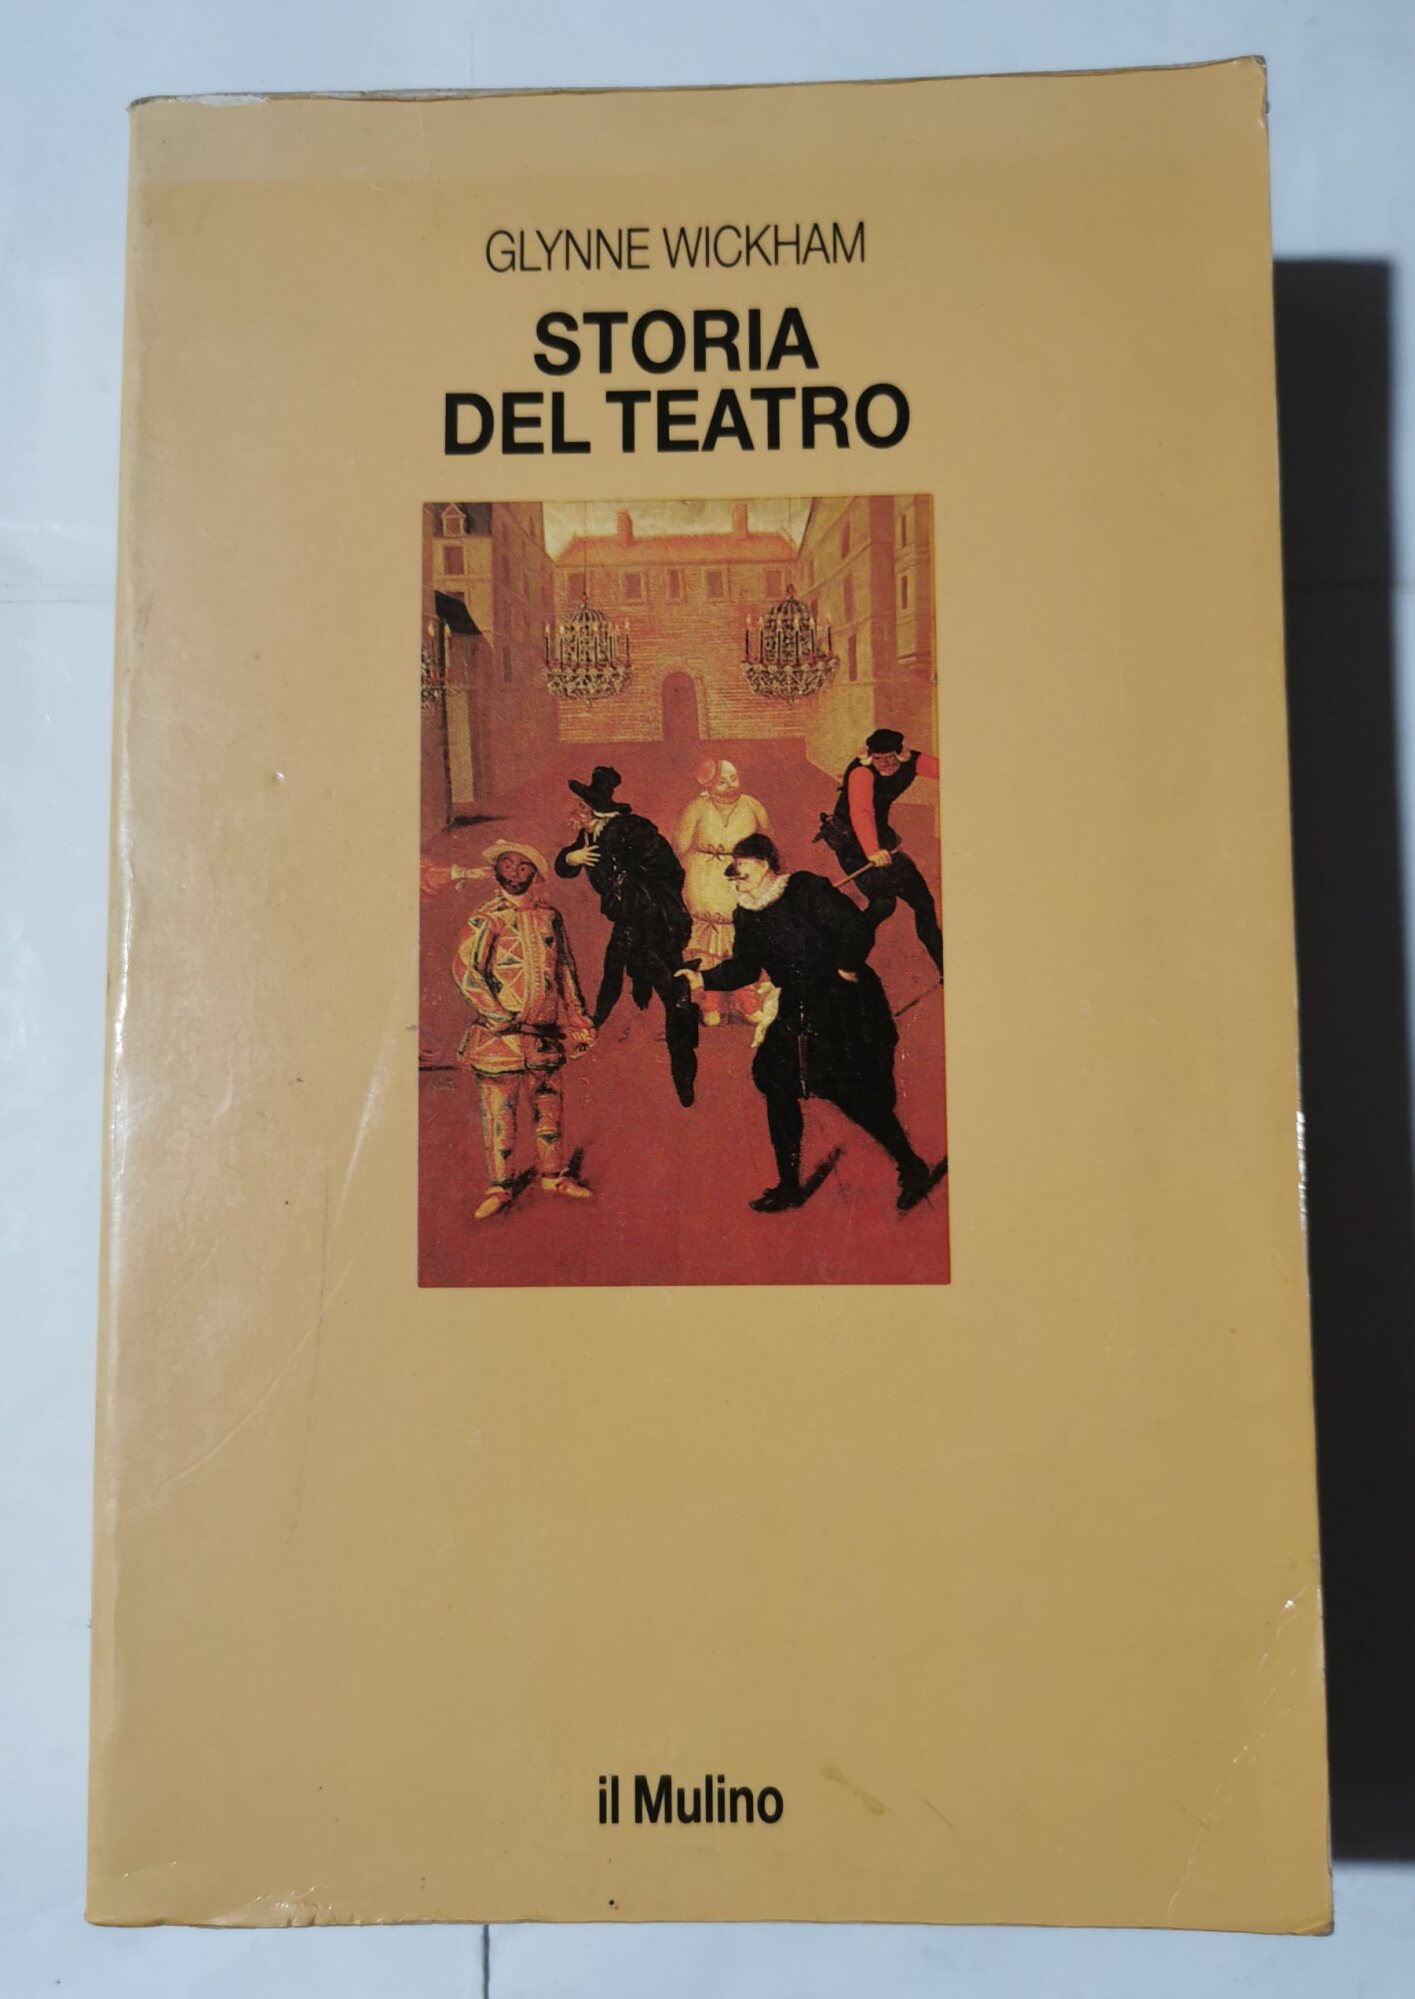 GLYNNE WICKHAM
STORIA
DEL TEATRO
il Mulino